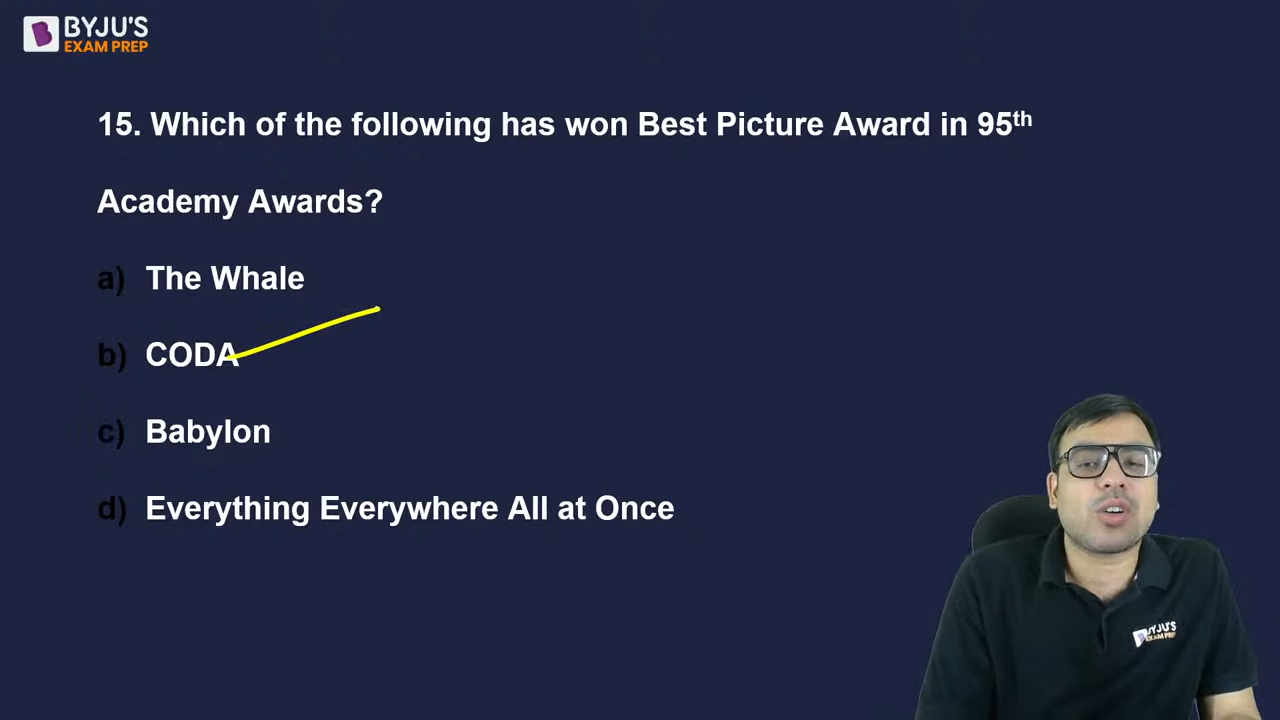 BYJU'S
EXAM PREP
15. Which of the following has won Best Picture Award in 95th
Academy Awards?
a) The Whale
b) CODA
c) Babylon
d) Everything Everywhere All at Once
BYJU'S
EXAM PREP